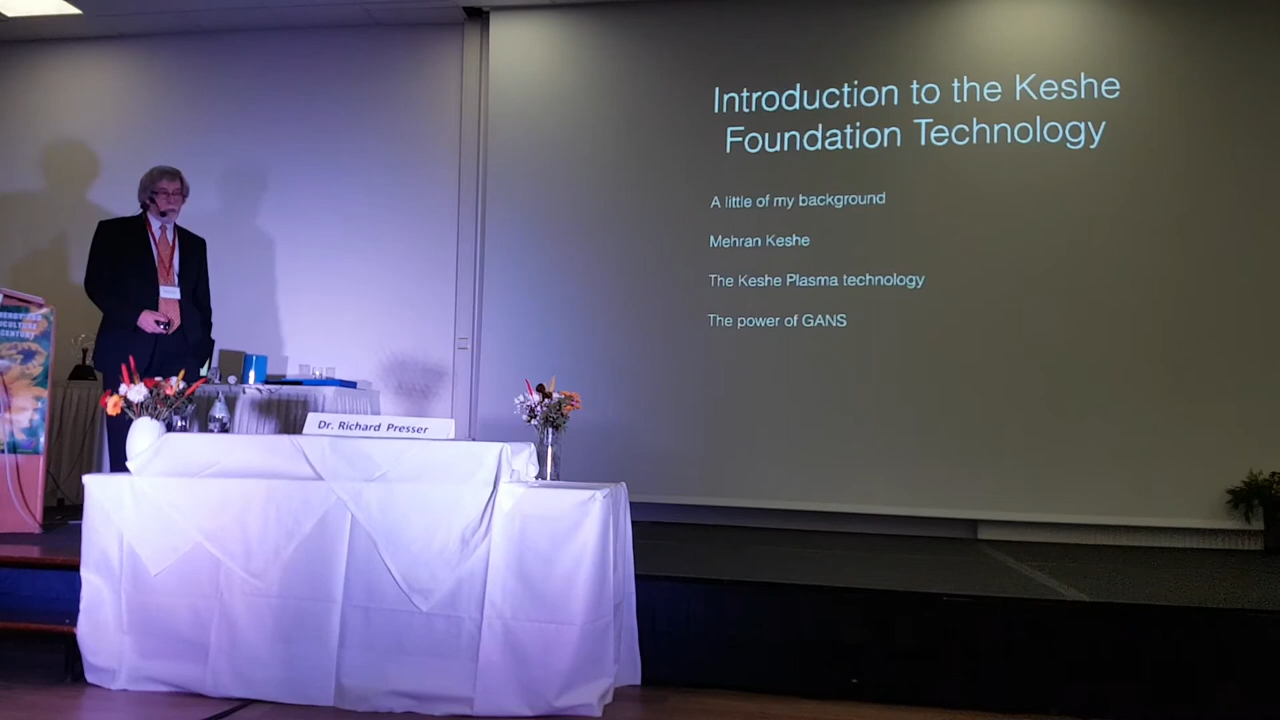 Introduction to the Keshe
Foundation Technology
A little of my background
Mehran Keshe
The Keshe Plasma technology
The power of GANS
Dr. Richard Presser
CENTURY